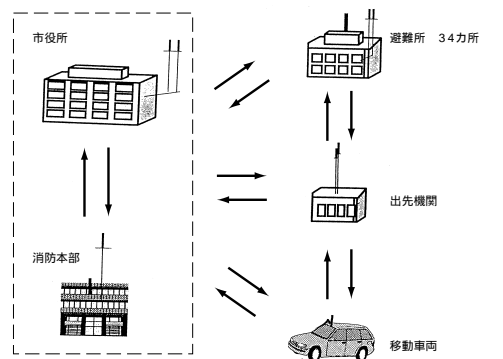 市役所
避難所　３４カ所
出先機関
消防本部
移動車両